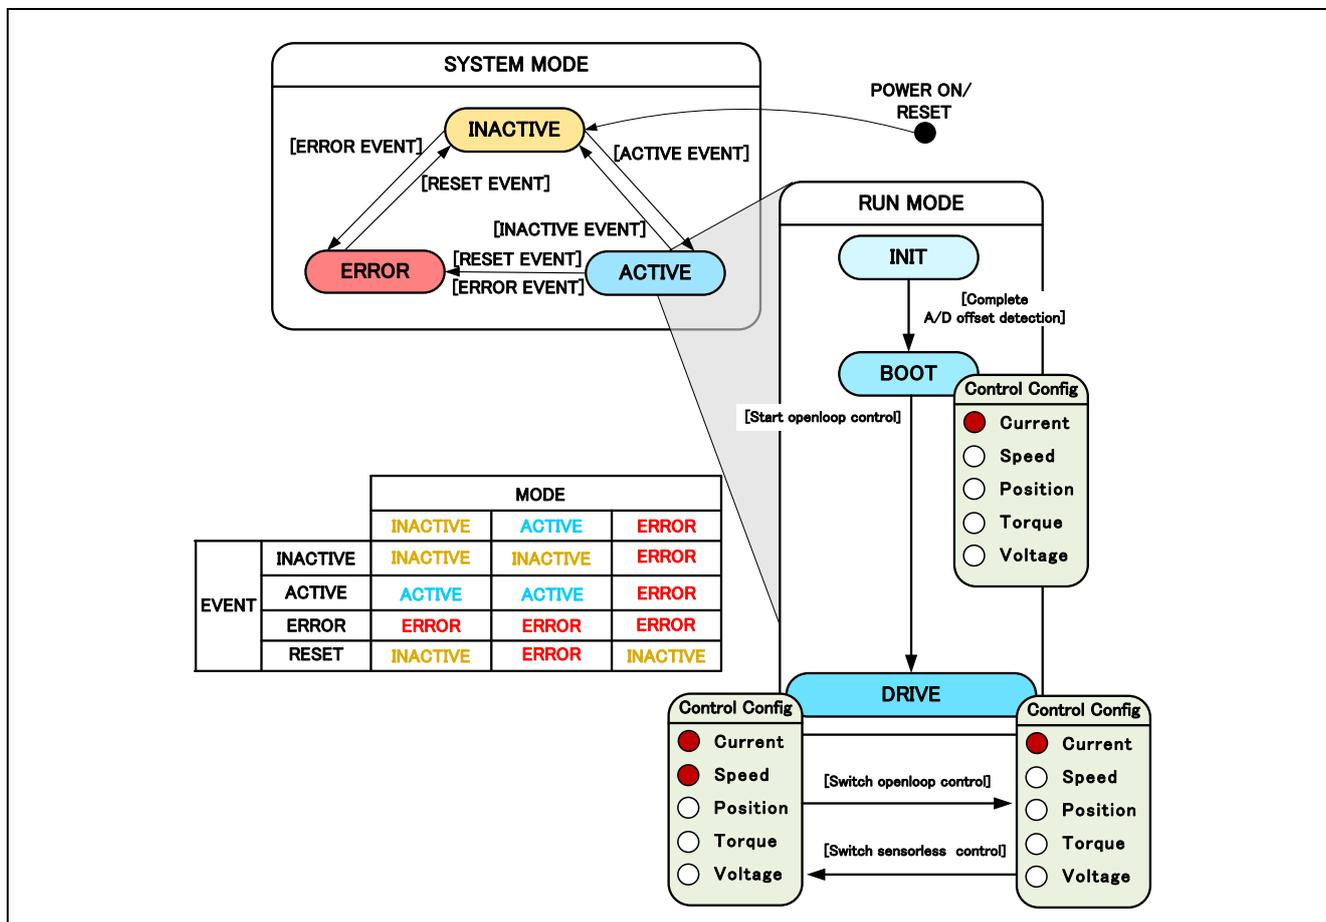 SYSTEM MODE
POWER ON/
RESET
INACTIVE
[ERROR EVENT]
[ACTIVE EVENT]
[RESET EVENT]
[INACTIVE EVENT]
ERROR
[RESET EVENT]
[ERROR EVENT]
ACTIVE
RUN MODE
INIT
[Complete
A/D offset detection]
BOOT
[Start openloop control]
Control Config
Current
Speed
Position
Torque
Voltage
MODE
INACTIVE ACTIVE ERROR
EVENT
INACTIVE INACTIVE INACTIVE ERROR
ACTIVE ACTIVE ACTIVE ERROR
ERROR ERROR ERROR ERROR
RESET INACTIVE ERROR INACTIVE
DRIVE
Control Config
Current
Speed
Position
Torque
Voltage
[Switch openloop control]
[Switch sensorless control]
Control Config
Current
Speed
Position
Torque
Voltage